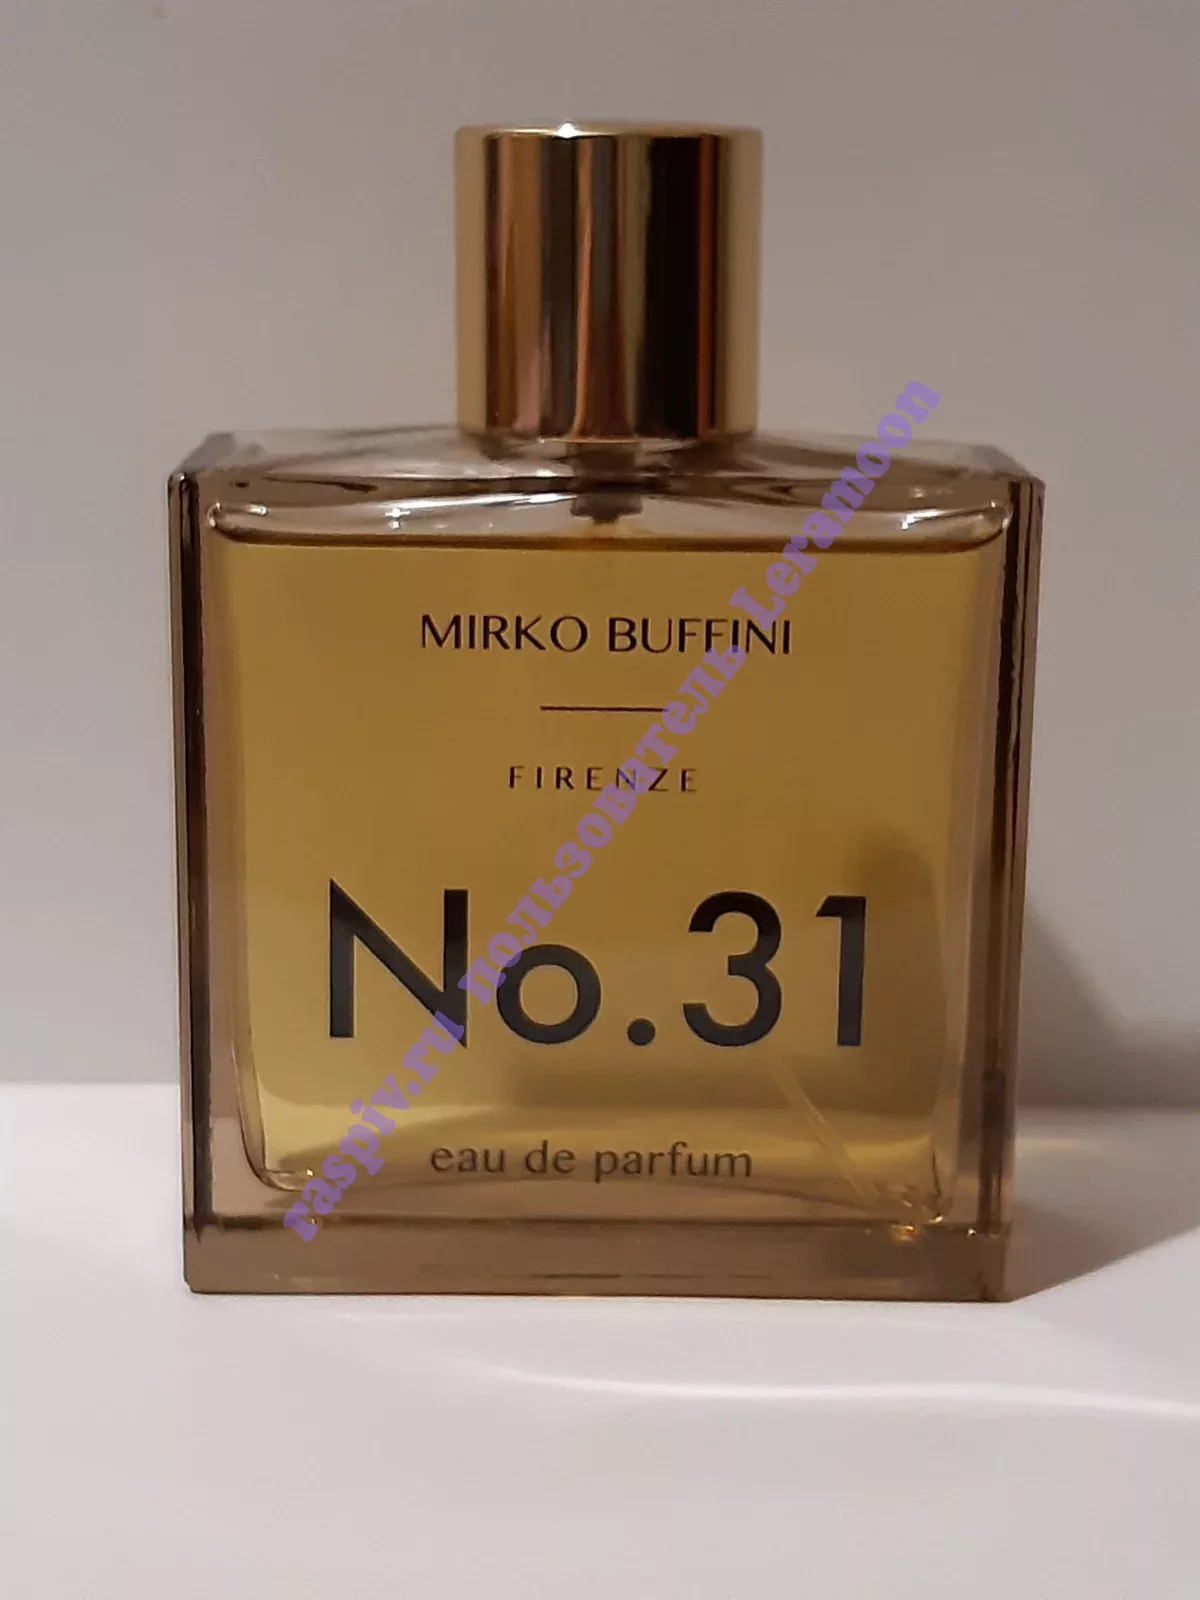 MIRKO BUFFINI
FIRENZE
No.31
eau de parfum
raspiv.ru пользователь Leramoon